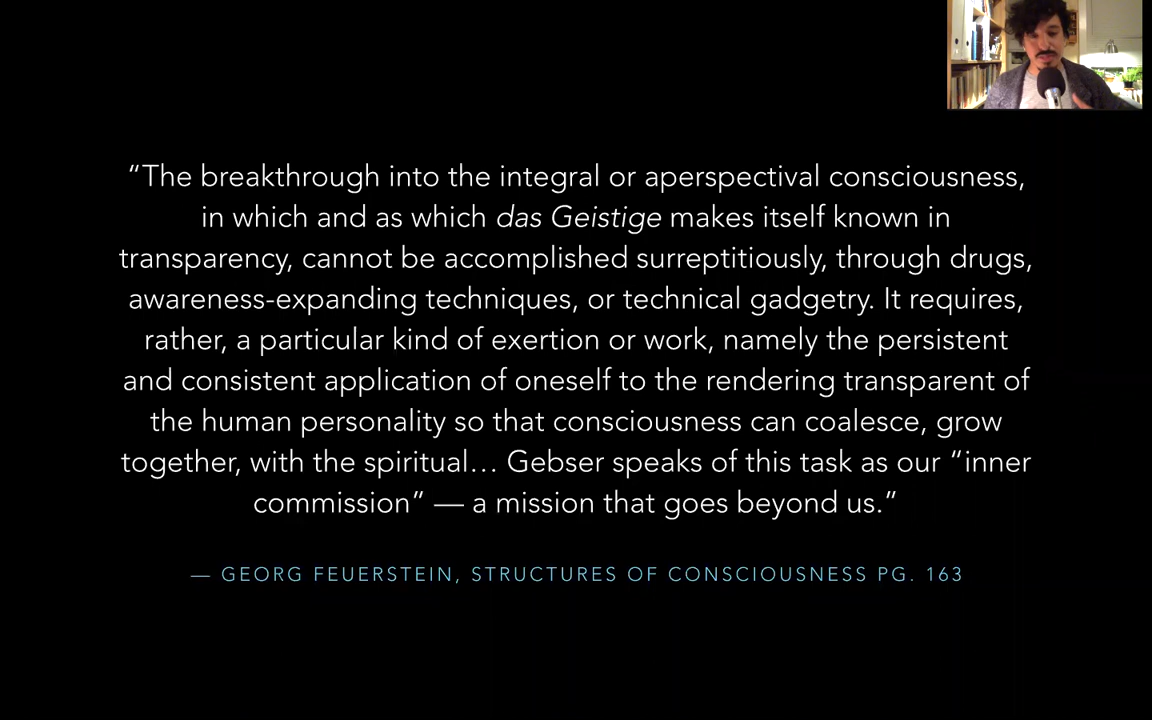 “The breakthrough into the integral or aperspectival consciousness,
in which and as which das Geistige makes itself known in
transparency, cannot be accomplished surreptitiously, through drugs,
awareness-expanding techniques, or technical gadgetry. It requires,
rather, a particular kind of exertion or work, namely the persistent
and consistent application of oneself to the rendering transparent of
the human personality so that consciousness can coalesce, grow
together, with the spiritual… Gebser speaks of this task as our “inner
commission” — a mission that goes beyond us.”
— GEORG FEUERSTEIN, STRUCTURES OF CONSCIOUSNESS PG. 163